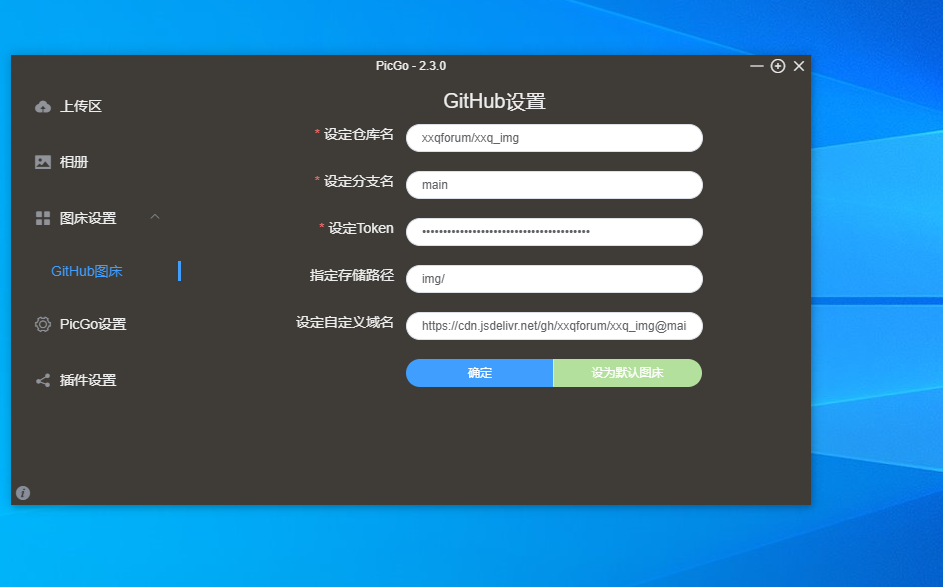 PicGo - 2.3.0
上传区
相册
图床设置
GitHub图床
PicGo设置
插件设置
GitHub设置
* 设定仓库名
xxqforum/xxq_img
* 设定分支名
main
* 设定Token
指定存储路径
img/
设定自定义域名
https://cdn.jsdelivr.net/gh/xxqforum/xxq_img@mai
确定
设为默认图床